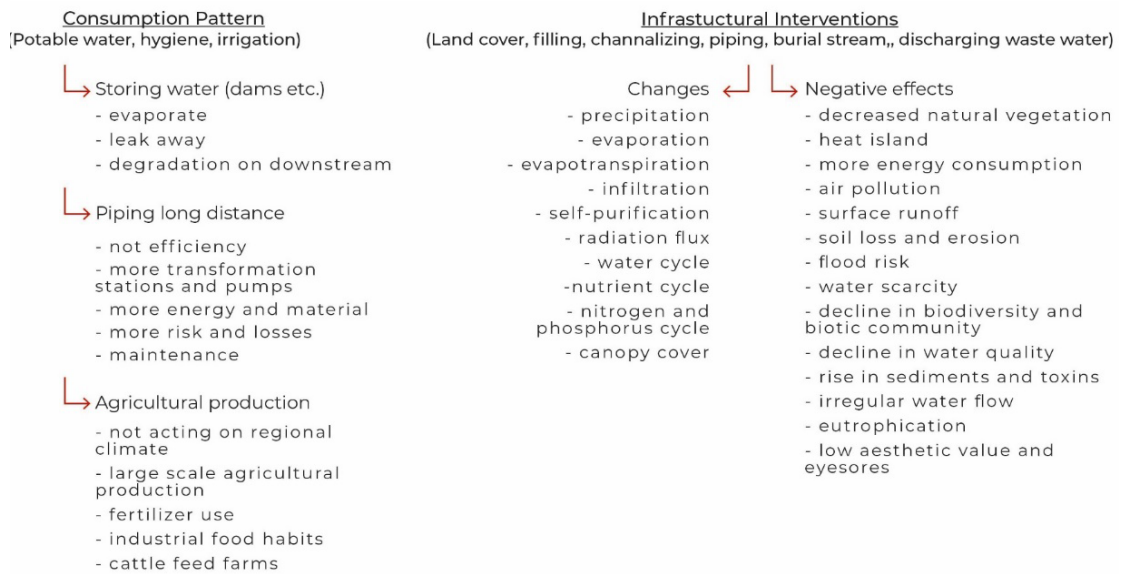 Consumption Pattern
(Potable water, hygiene, irrigation)
Storing water (dams etc.)
- evaporate
- leak away
- degradation on downstream
Piping long distance
- not efficiency
- more transformation
stations and pumps
- more energy and material
- more risk and losses
- maintenance
Agricultural production
- not acting on regional
climate
- large scale agricultural
production
- fertilizer use
- industrial food habits
- cattle feed farms
Infrastuctural Interventions
(Land cover, filling, channalizing, piping, burial stream,, discharging waste water)
Changes
- precipitation
- evaporation
- evapotranspiration
- infiltration
- self-purification
- radiation flux
- water cycle
-nutrient cycle
- nitrogen and
phosphorus cycle
- canopy cover
Negative effects
- decreased natural vegetation
- heat island
- more energy consumption
- air pollution
- surface runoff
- soil loss and erosion
- flood risk
- water scarcity
- decline in biodiversity and
biotic community
- decline in water quality
- rise in sediments and toxins
- irregular water flow
- eutrophication
- low aesthetic value and
eyesores